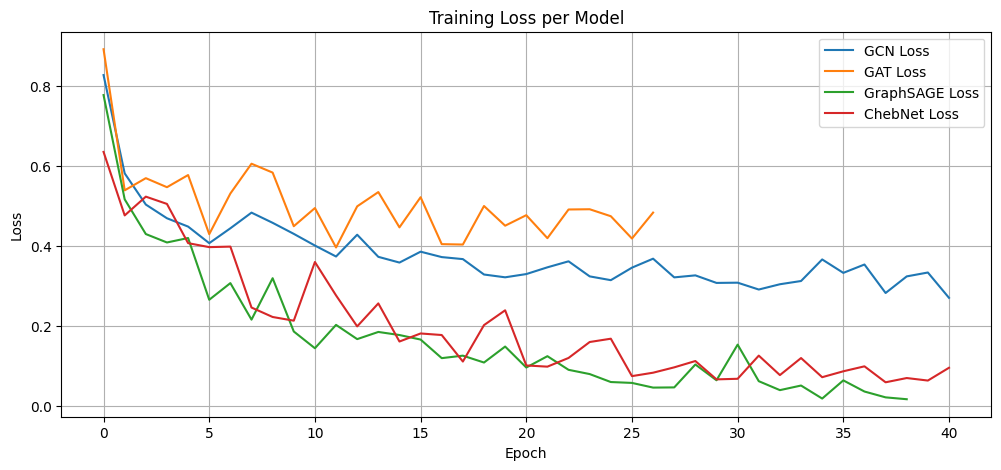 Training Loss per Model
GCN Loss
GAT Loss
GraphSAGE Loss
ChebNet Loss
Loss
0.8
0.6
0.4
0.2
0.0
0 5 10 15 20 25 30 35 40
Epoch